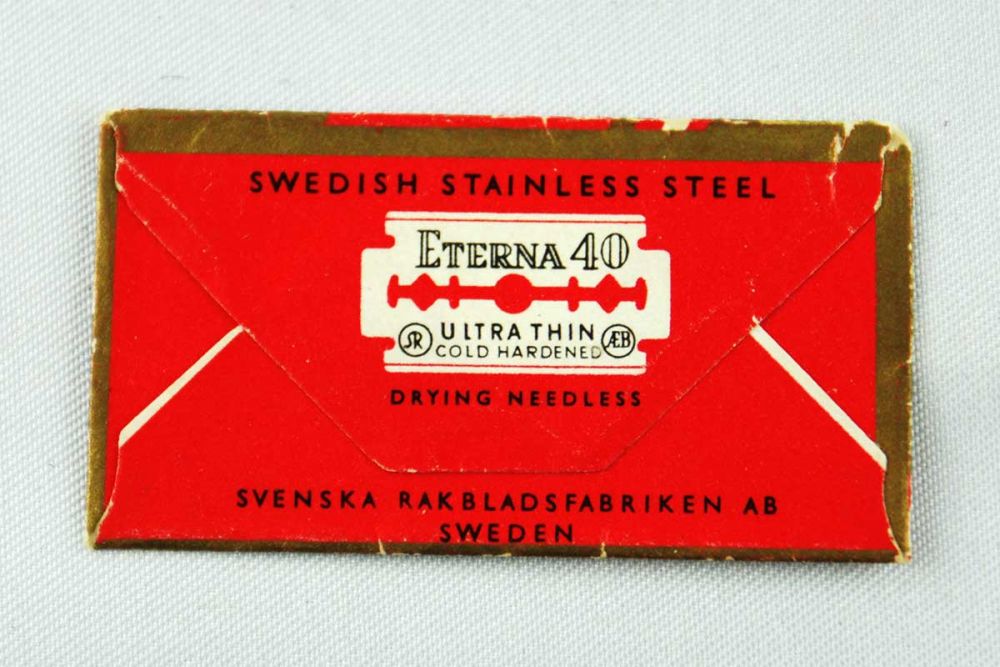 SWEDISH STAINLESS STEEL
ETERNA 40
SR ULTRA THIN ÆB
COLD HARDENED
DRYING NEEDLESS
SVENSKA RAKBLADSFABRIKEN AB
SWEDEN